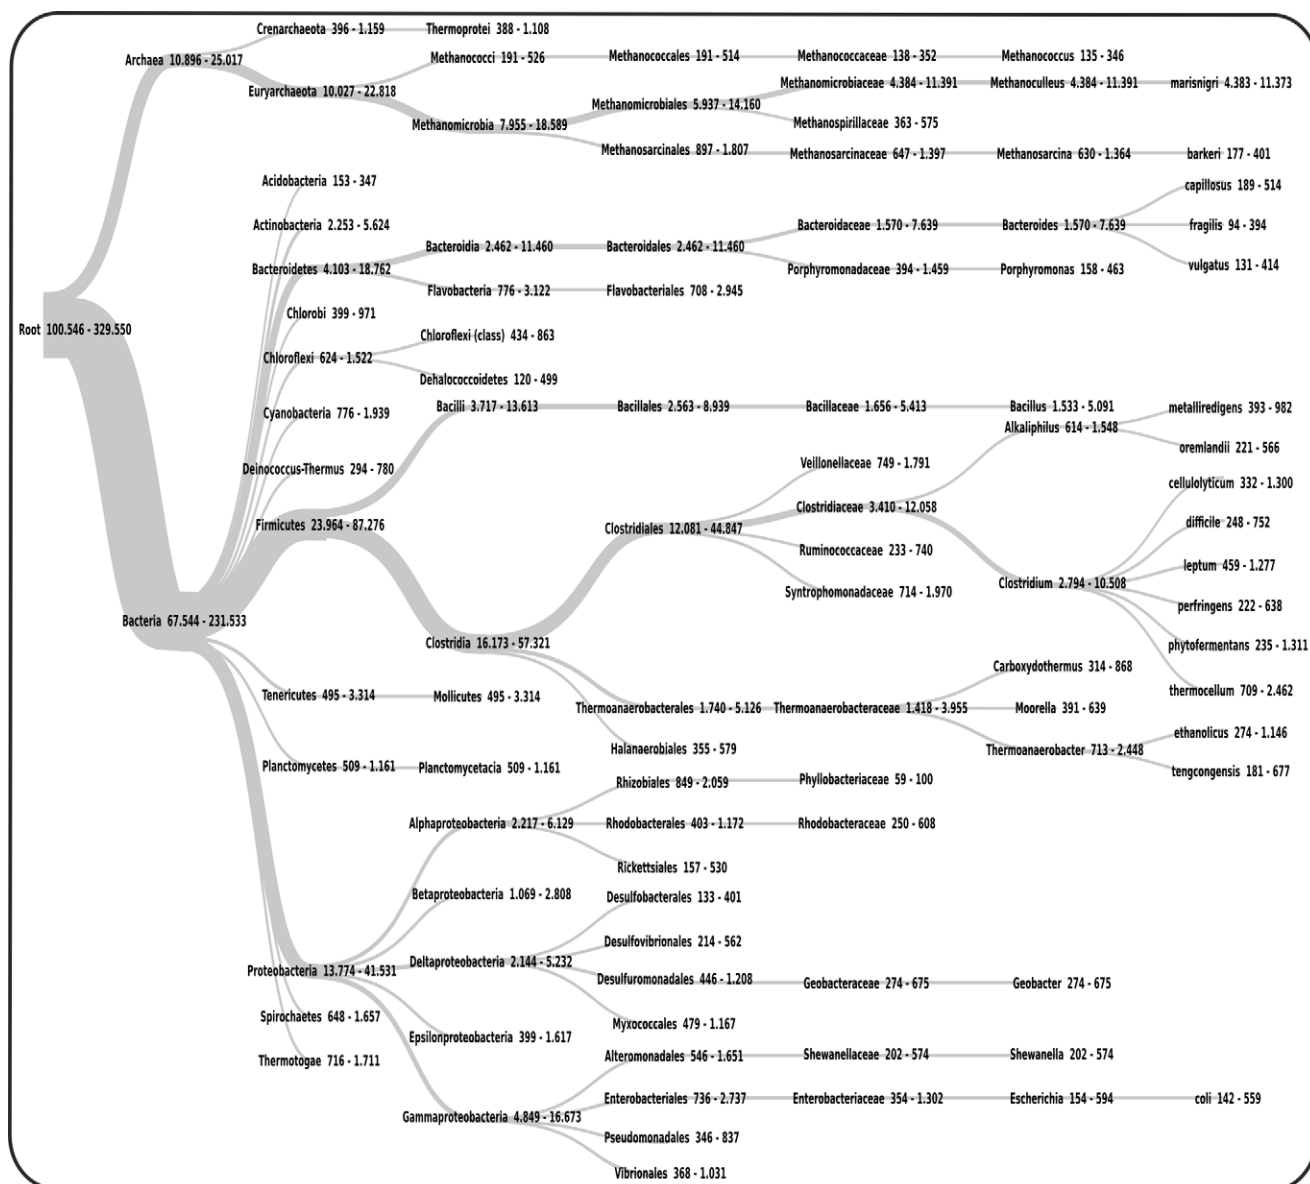 Crenarchaeota 396 - 1.159
Thermoprotei 388 - 1.108
Archaea 10.896 - 25.017
Methanococci 191 - 526
Methanococcales 191 - 514
Methanococcaceae 138 - 352
Methanococcus 135 - 346
Euryarchaeota 10.027 - 22.818
Methanomicrobiaceae 4.384 - 11.391
Methanoculleus 4.384 - 11.391
marisnigri 4.383 - 11.373
Methanomicrobiales 5.937 - 14.160
Methanomicrobia 7.955 - 18.589
Methanospirillaceae 363 - 575
Methanosarcinales 897 - 1.807
Methanosarcinaceae 647 - 1.397
Methanosarcina 630 - 1.364
barkeri 177 - 401
Acidobacteria 153 - 347
capillosus 189 - 514
Actinobacteria 2.253 - 5.624
Bacteroidaceae 1.570 - 7.639
Bacteroides 1.570 - 7.639
fragilis 94 - 394
Bacteroidia 2.462 - 11.460
Bacteroidales 2.462 - 11.460
Bacteroidetes 4.103 - 18.762
Porphyromonadaceae 394 - 1.459
Porphyromonas 158 - 463
vulgatus 131 - 414
Flavobacteria 776 - 3.122
Flavobacteriales 708 - 2.945
Chlorobi 399 - 971
Root 100.546 - 329.550
Chloroflexi (class) 434 - 863
Chloroflexi 624 - 1.522
Dehalococcoidetes 120 - 499
Cyanobacteria 776 - 1.939
Bacilli 3.717 - 13.613
Bacillales 2.563 - 8.939
Bacillaceae 1.656 - 5.413
Bacillus 1.533 - 5.091
metalliredigens 393 - 982
Alkaliphilus 614 - 1.548
oremlandii 221 - 566
Deinococcus-Thermus 294 - 780
Veillonellaceae 749 - 1.791
cellulolyticum 332 - 1.300
Firmicutes 23.964 - 87.276
Clostridiales 12.081 - 44.847
Clostridiaceae 3.410 - 12.058
difficile 248 - 752
Ruminococcaceae 233 - 740
leptum 459 - 1.277
Syntrophomonadaceae 714 - 1.970
Clostridium 2.794 - 10.508
perfringens 222 - 638
Bacteria 67.544 - 231.533
Clostridia 16.173 - 57.321
phytofermentans 235 - 1.311
Carboxydothermus 314 - 868
thermocellum 709 - 2.462
Tenericutes 495 - 3.314
Mollicutes 495 - 3.314
Thermoanaerobacterales 1.740 - 5.126
Thermoanaerobacteraceae 1.418 - 3.955
Moorella 391 - 639
ethanolicus 274 - 1.146
Halanaerobiales 355 - 579
Thermoanaerobacter 713 - 2.448
Planctomycetes 509 - 1.161
Planctomycetacia 509 - 1.161
tengcongensis 181 - 677
Rhizobiales 849 - 2.059
Phyllobacteriaceae 59 - 100
Alphaproteobacteria 2.217 - 6.129
Rhodobacterales 403 - 1.172
Rhodobacteraceae 250 - 608
Rickettsiales 157 - 530
Betaproteobacteria 1.069 - 2.808
Desulfobacterales 133 - 401
Desulfovibrionales 214 - 562
Proteobacteria 13.774 - 41.531
Deltaproteobacteria 2.144 - 5.232
Desulfuromonadales 446 - 1.208
Geobacteraceae 274 - 675
Geobacter 274 - 675
Spirochaetes 648 - 1.657
Myxococcales 479 - 1.167
Epsilonproteobacteria 399 - 1.617
Thermotogae 716 - 1.711
Alteromonadales 546 - 1.651
Shewanellaceae 202 - 574
Shewanella 202 - 574
Enterobacteriales 736 - 2.737
Enterobacteriaceae 354 - 1.302
Escherichia 154 - 594
coli 142 - 559
Gammaproteobacteria 4.849 - 16.673
Pseudomonadales 346 - 837
Vibrionales 368 - 1.031